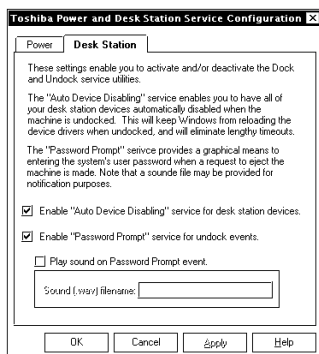 Toshiba Power and Desk Station Service Configuration
Power
Desk Station
These settings enable you to activate and/or deactivate the Dock
and Undock service utilities.
The "Auto Device Disabling" service enables you to have all of
your desk station devices automatically disabled when the
machine is undocked. This will keep Windows from reloading the
device drivers when undocked, and will eliminate lengthy timeouts.
The "Password Prompt" serivce provides a graphical means to
entering the system's user password when a request to eject the
machine is made. Note that a sounde file may be provided for
notification purposes.
Enable "Auto Device Disabling" service for desk station devices.
Enable "Password Prompt" service for undock events.
Play sound on Password Prompt event.
Sound (.wav) filename:
OK
Cancel
Apply
Help